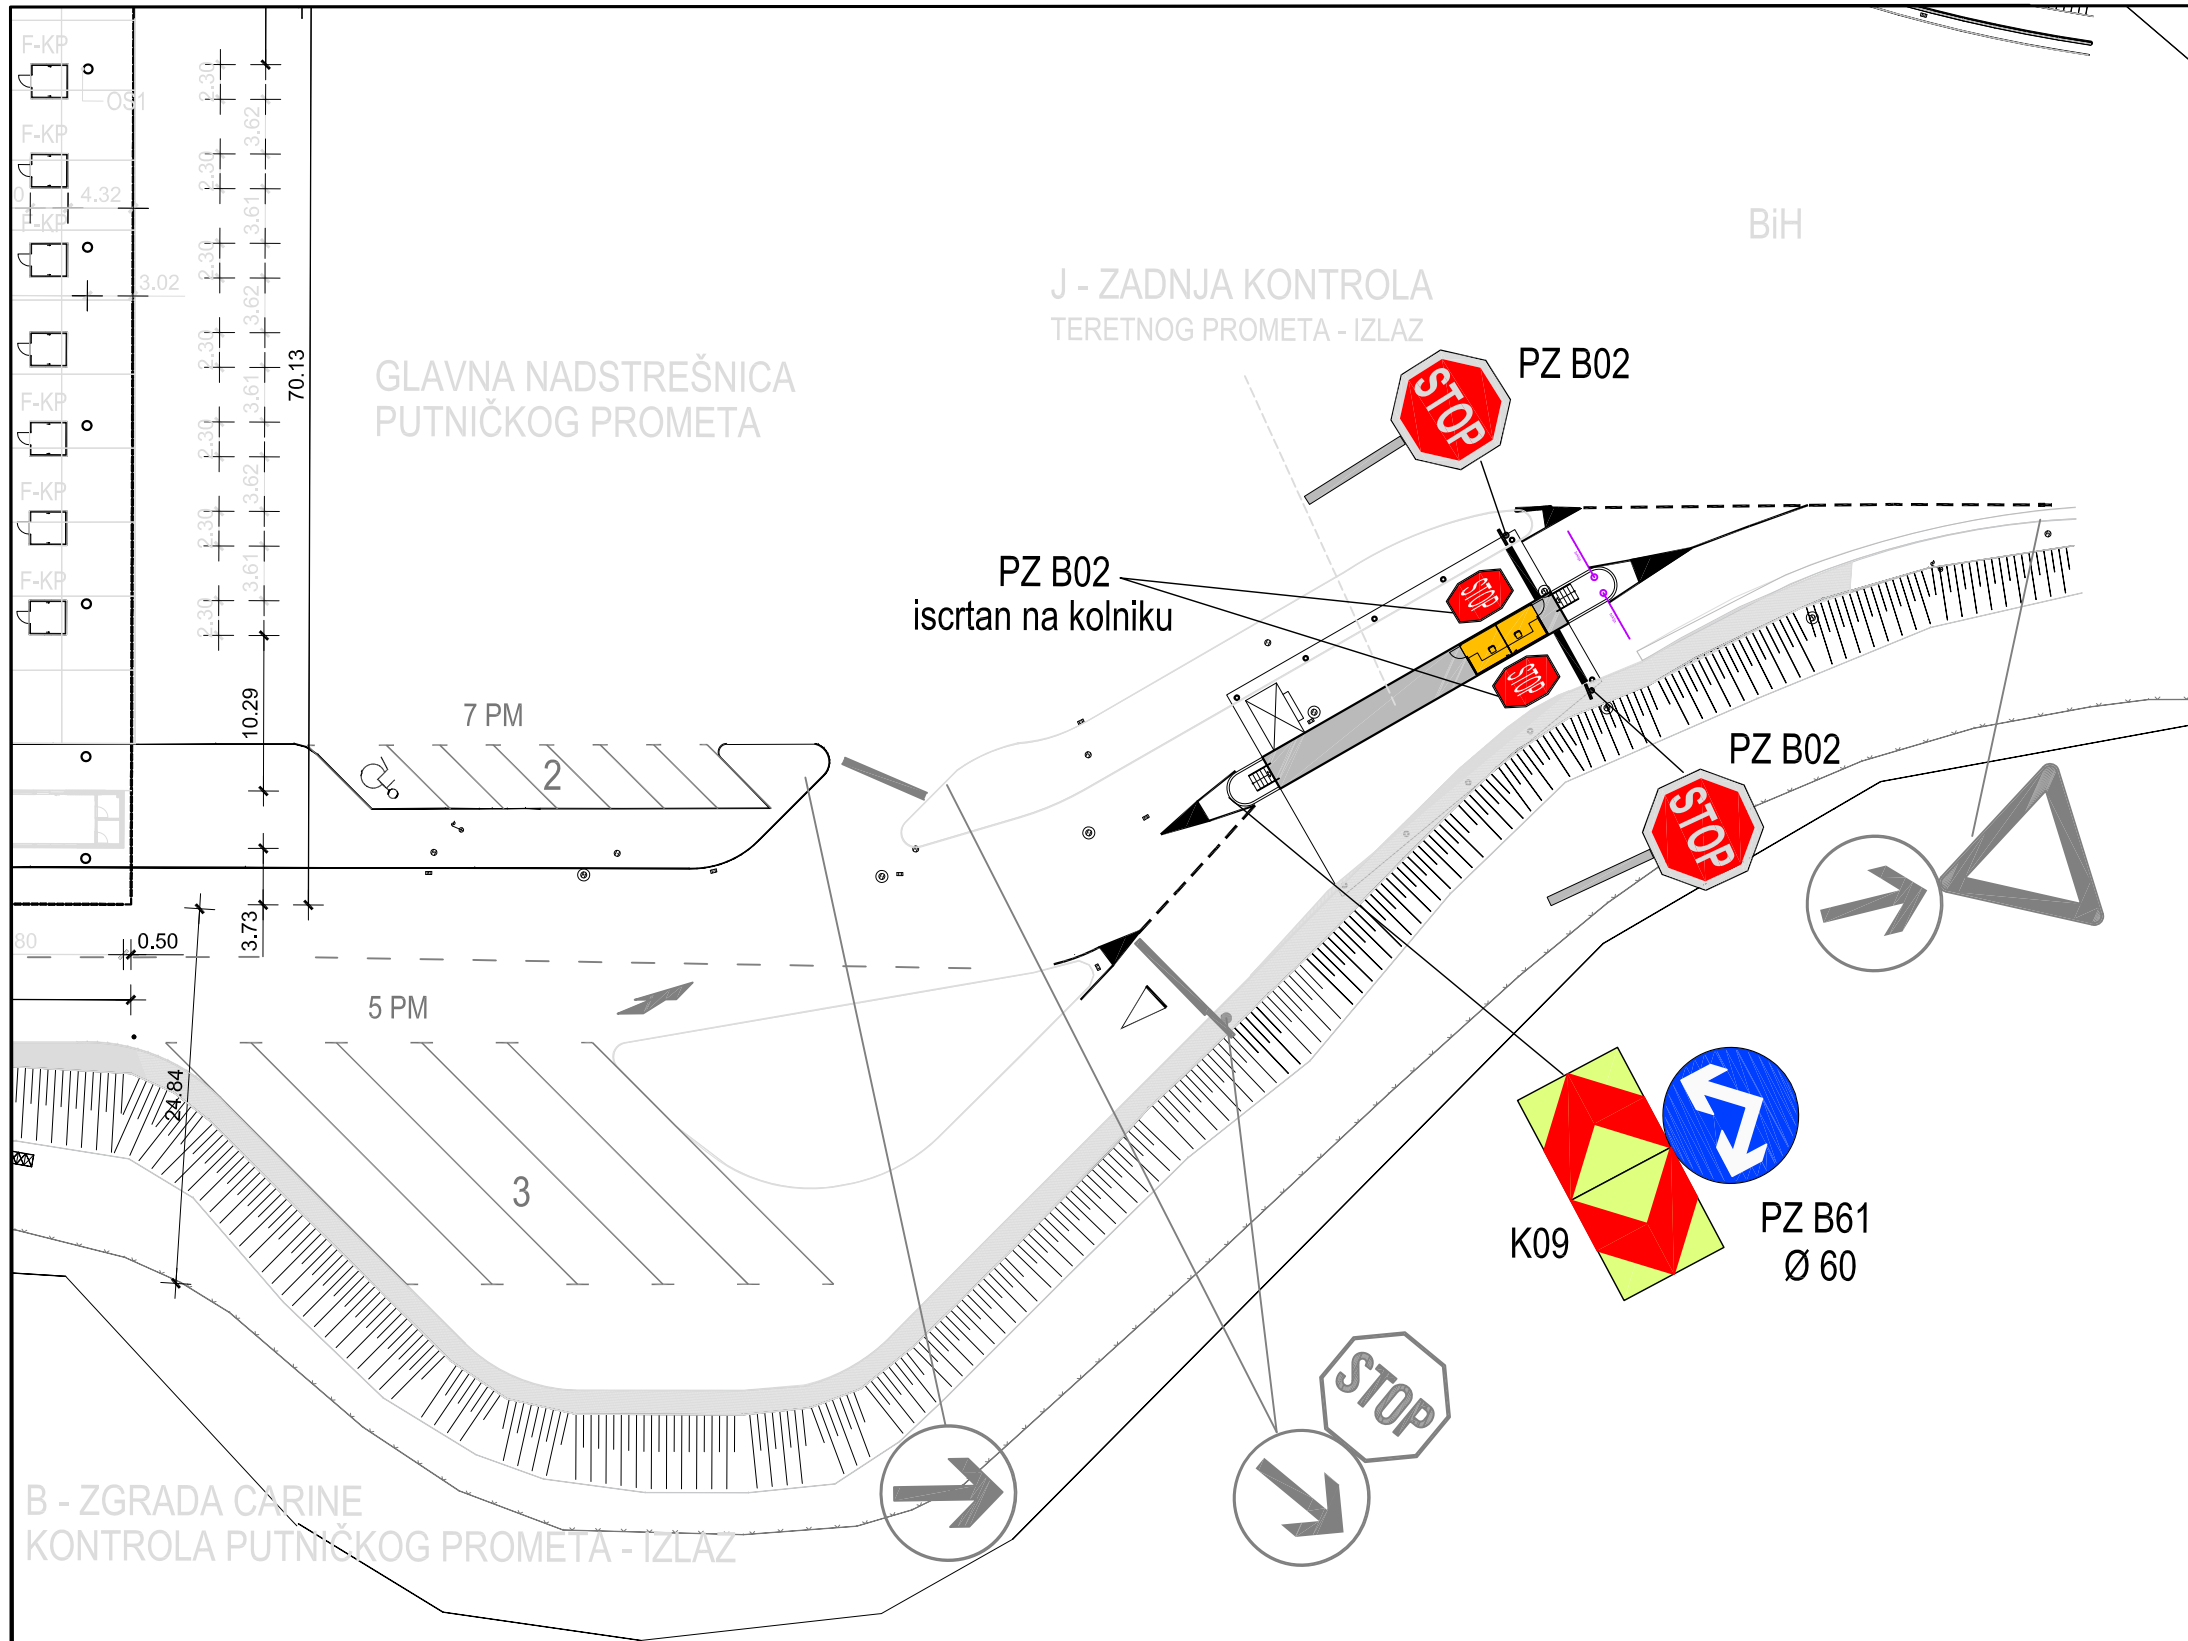 F-KP
OS1
F-KP
0
4.32
F-KP
3.02
F-KP
F-KP
F-KP
2.30
3.62
2.30
3.61
2.30
3.62
2.30
3.61
2.30
3.62
2.30
3.61
2.30
70.13
10.29
3.73
80
0.50
24.84
GLAVNA NADSTREŠNICA
PUTNIČKOG PROMETA
J - ZADNJA KONTROLA
TERETNOG PROMETA - IZLAZ
BiH
STOP
PZ B02
PZ B02
iscrtan na kolniku
STOP
STOP
PZ B02
STOP
7 PM
2
5 PM
3
K09
PZ B61
Ø 60
STOP
B - ZGRADA CARINE
KONTROLA PUTNIČKOG PROMETA - IZLAZ